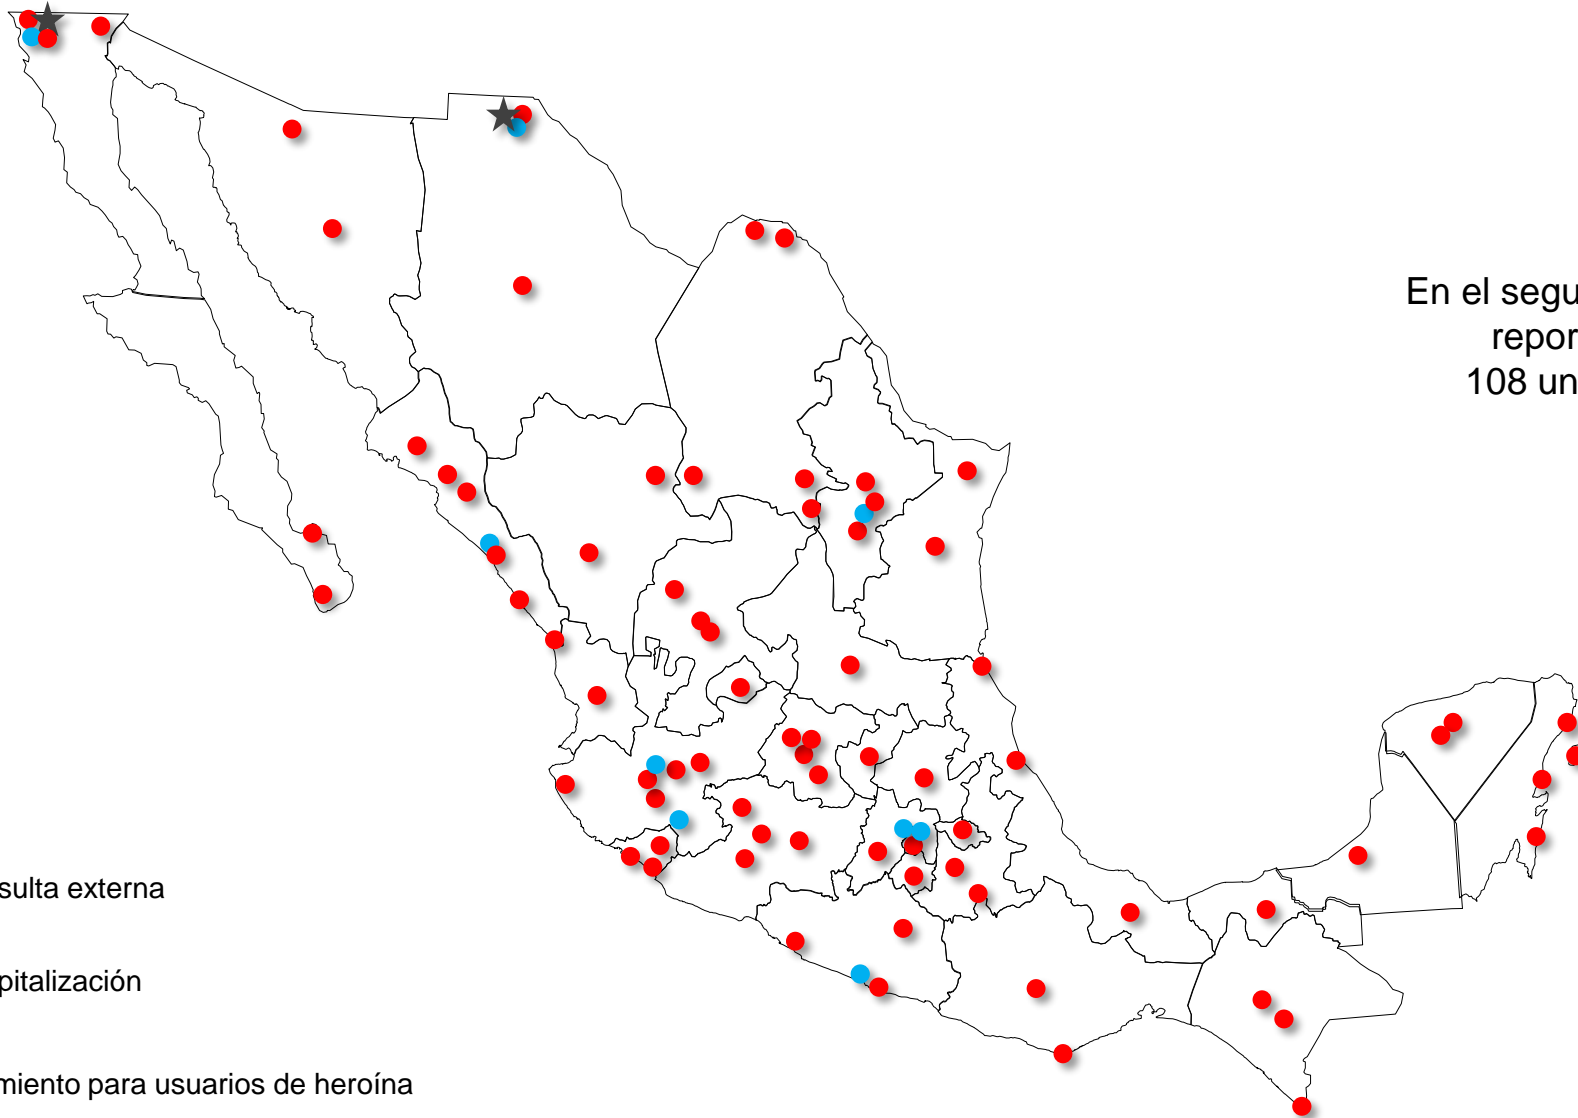 En el segu
repor
108 un
sulta externa
pitalización
miento para usuarios de heroína